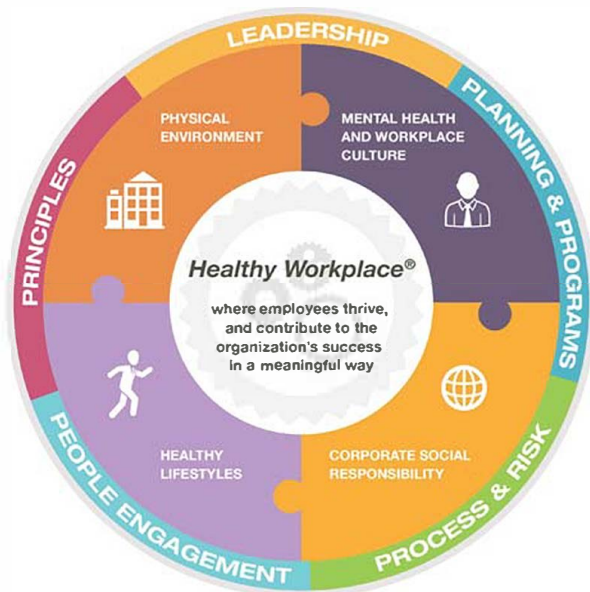 LEADERSHIP
PLANNING & PROGRAMS
PROCESS & RISK
PEOPLE ENGAGEMENT
PRINCIPLES
PHYSICAL
ENVIRONMENT
MENTAL HEALTH
AND WORKPLACE
CULTURE
Healthy Workplace®
where employees thrive,
and contribute to the
organization's success
in a meaningful way
HEALTHY
LIFESTYLES
CORPORATE SOCIAL
RESPONSIBILITY